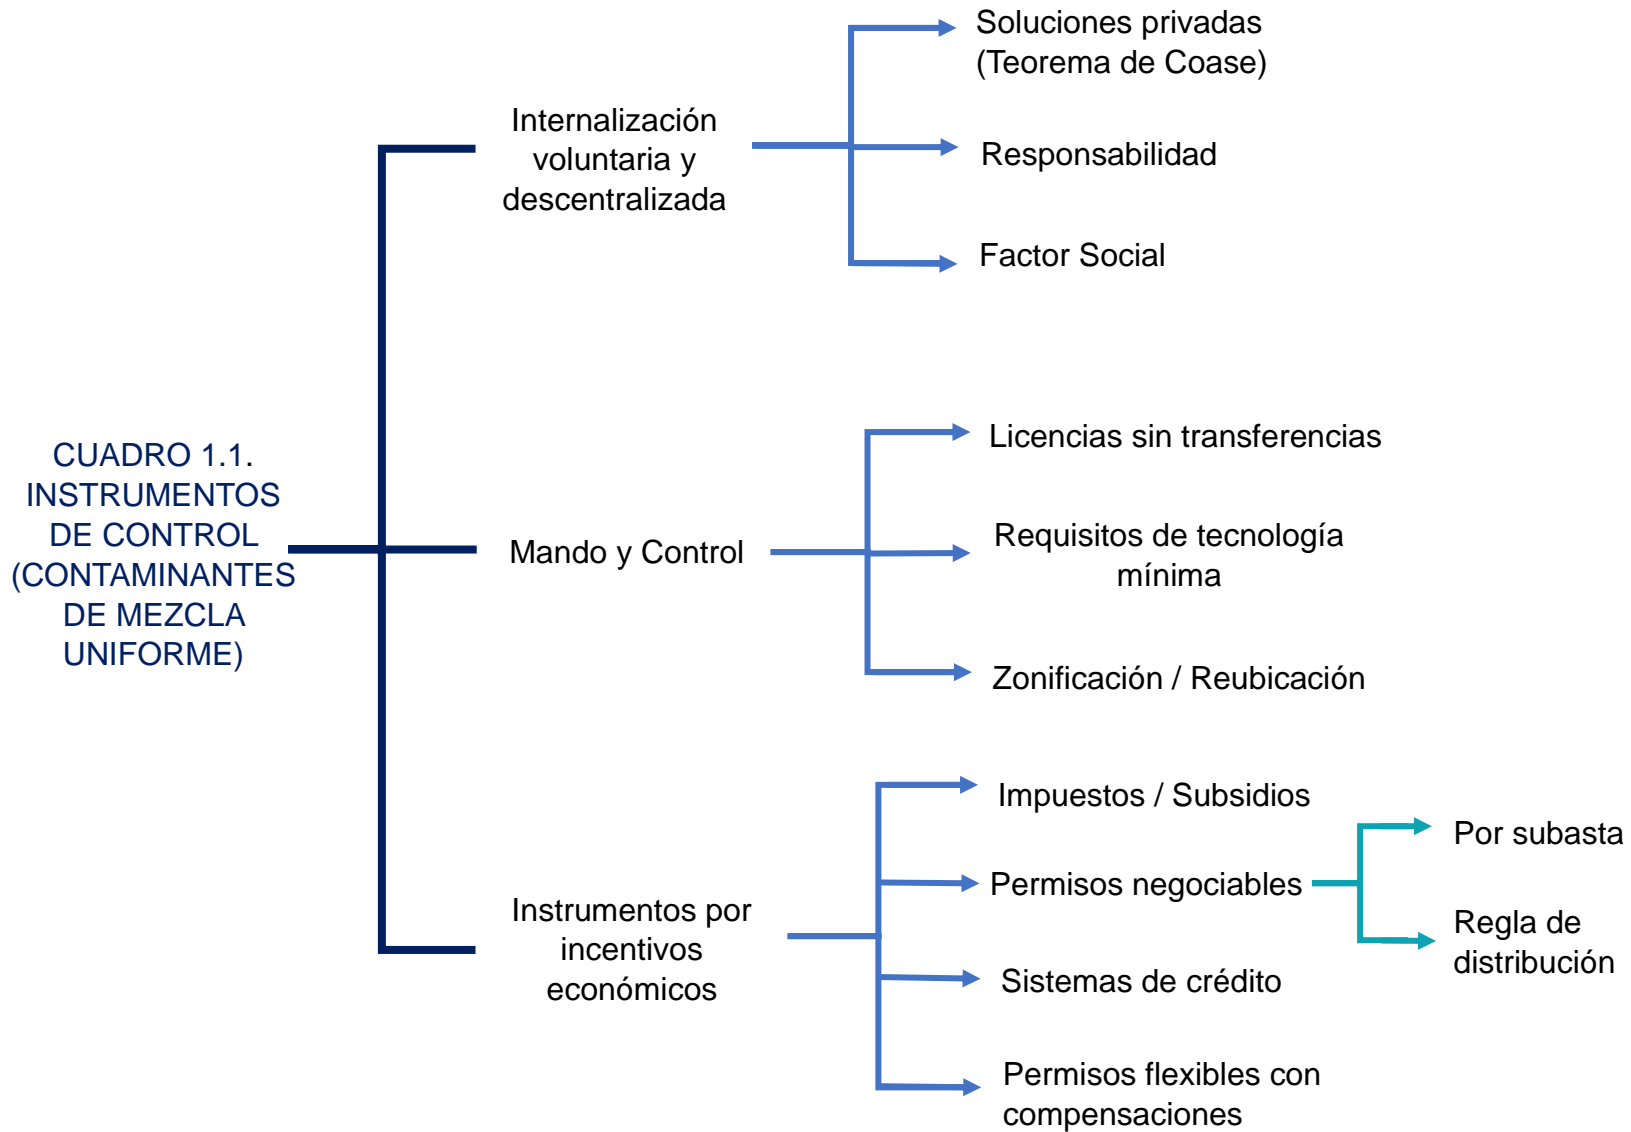 CUADRO 1.1.
INSTRUMENTOS
DE CONTROL
(CONTAMINANTES
DE MEZCLA
UNIFORME)
Internalización
voluntaria y
descentralizada
Soluciones privadas
(Teorema de Coase)
Responsabilidad
Factor Social
Mando y Control
Licencias sin transferencias
Requisitos de tecnología
mínima
Zonificación / Reubicación
Instrumentos por
incentivos
económicos
Impuestos / Subsidios
Permisos negociables
Por subasta
Regla de
distribución
Sistemas de crédito
Permisos flexibles con
compensaciones